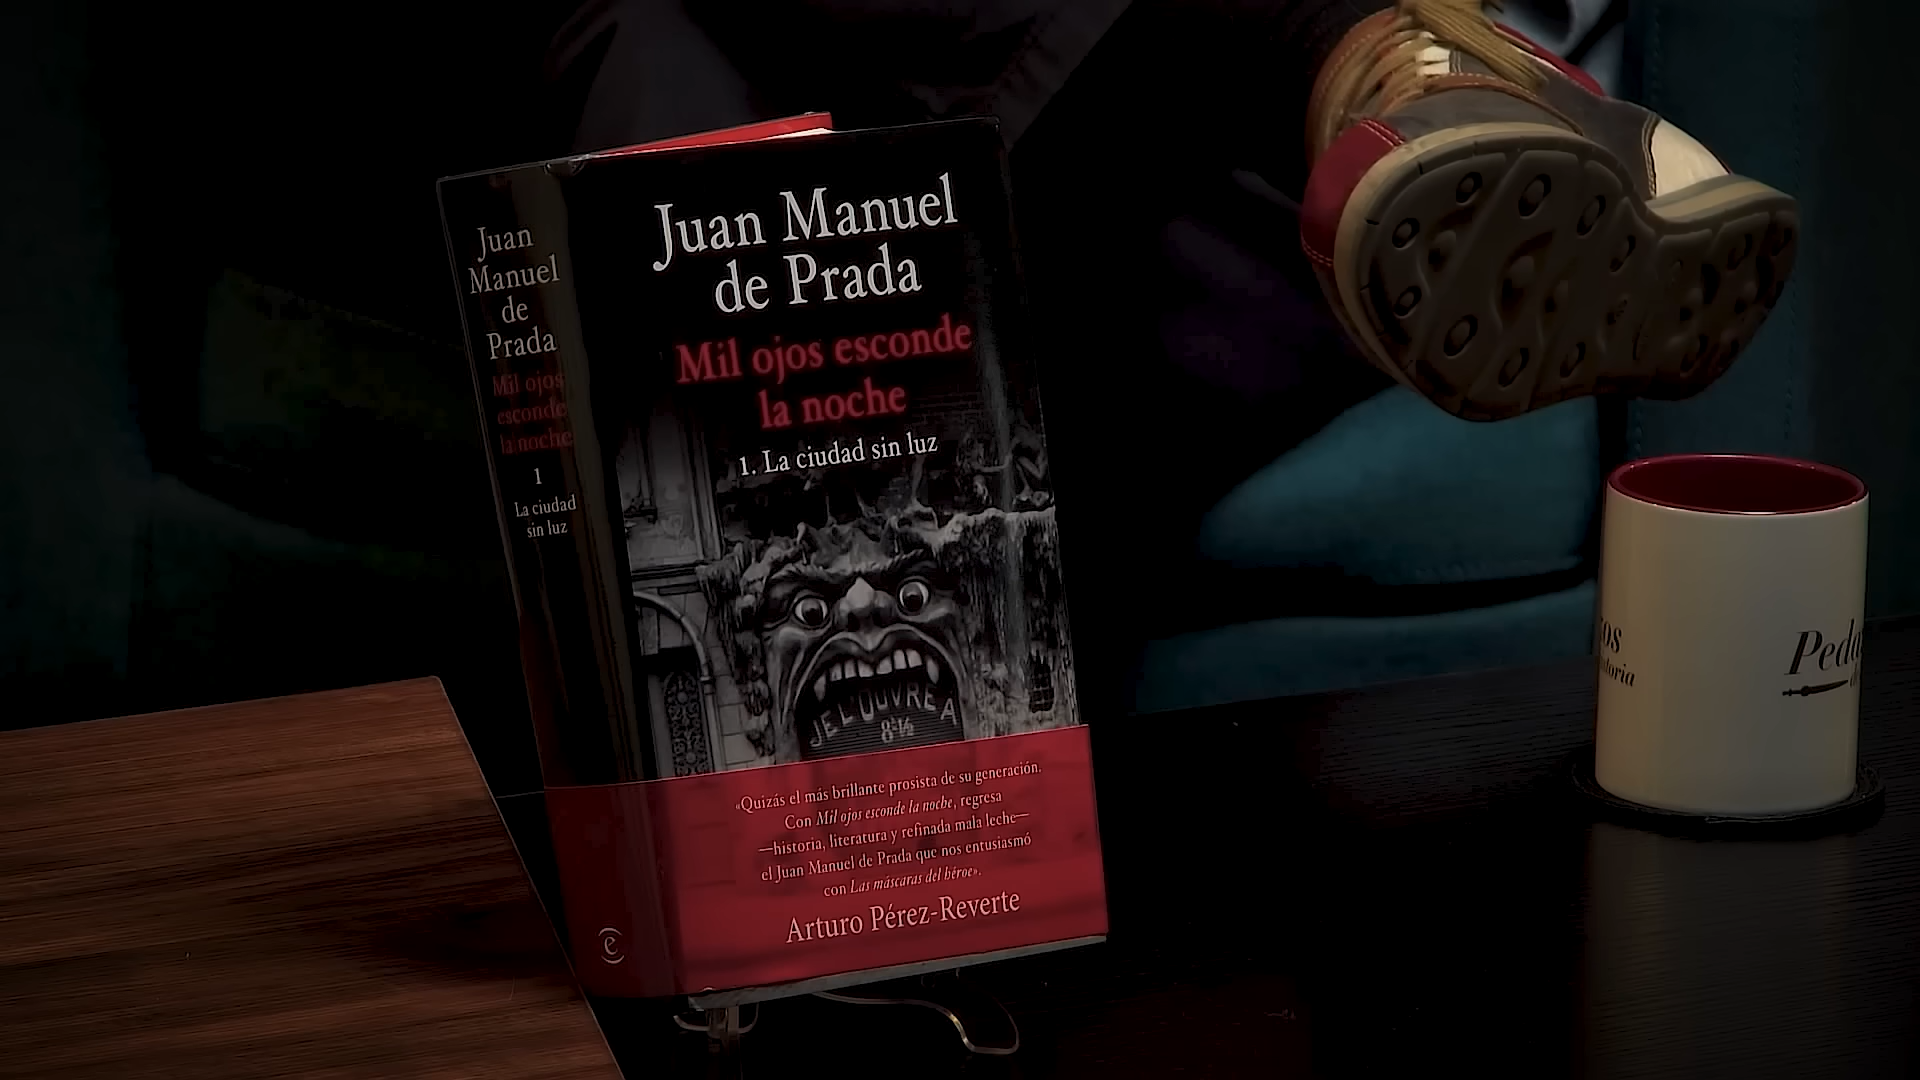 Juan
Manuel
de
Prada
Mil ojos
esconde
la noche
1
La ciudad
sin luz
e
Juan Manuel
de Prada
Mil ojos esconde
la noche
1. La ciudad sin luz
JE L'OUVRE A
8H½
«Quizás el más brillante prosista de su generación.
Con Mil ojos esconde la noche, regresa
—historia, literatura y refinada mala leche—
el Juan Manuel de Prada que nos entusiasmó
con Las máscaras del héroe».
Arturo Pérez-Reverte